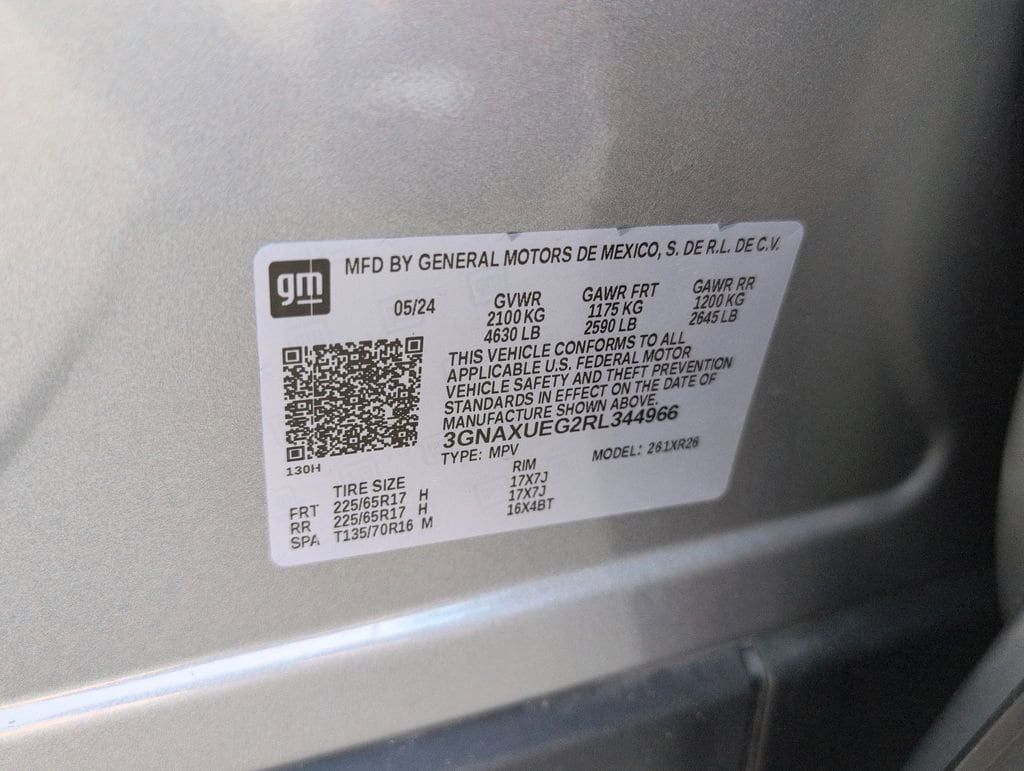 gm
MFD BY GENERAL MOTORS DE MEXICO, S. DE R.L. DE C.V.
05/24
GVWR
2100 KG
4630 LB
GAWR FRT
1175 KG
2590 LB
GAWR RR
1200 KG
2645 LB
THIS VEHICLE CONFORMS TO ALL
APPLICABLE U.S. FEDERAL MOTOR
VEHICLE SAFETY AND THEFT PREVENTION
STANDARDS IN EFFECT ON THE DATE OF
MANUFACTURE SHOWN ABOVE.
3GNAXUEG2RL344966
TYPE: MPV
MODEL: 261XR26
130H
TIRE SIZE
RIM
FRT 225/65R17 H 17X7J
RR 225/65R17 H 17X7J
SPA T135/70R16 M 16X4BT